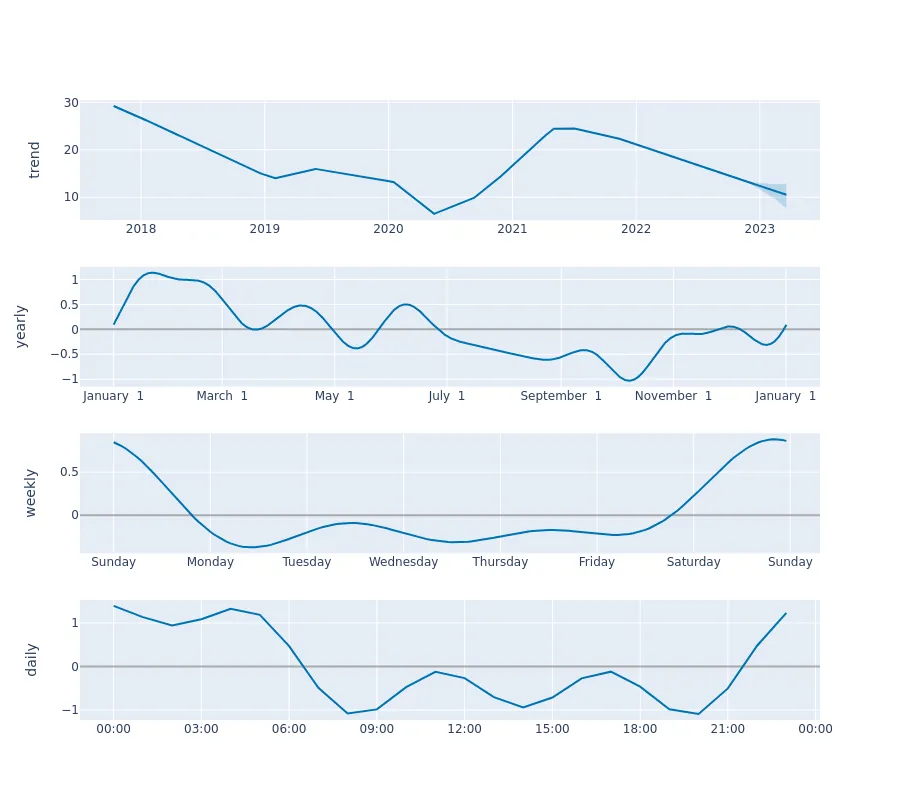 trend
30
20
10
2018 2019 2020 2021 2022 2023
yearly
1
0.5
0
−0.5
−1
January 1 March 1 May 1 July 1 September 1 November 1 January 1
weekly
0.5
0
Sunday Monday Tuesday Wednesday Thursday Friday Saturday Sunday
daily
1
0
−1
00:00 03:00 06:00 09:00 12:00 15:00 18:00 21:00 00:00